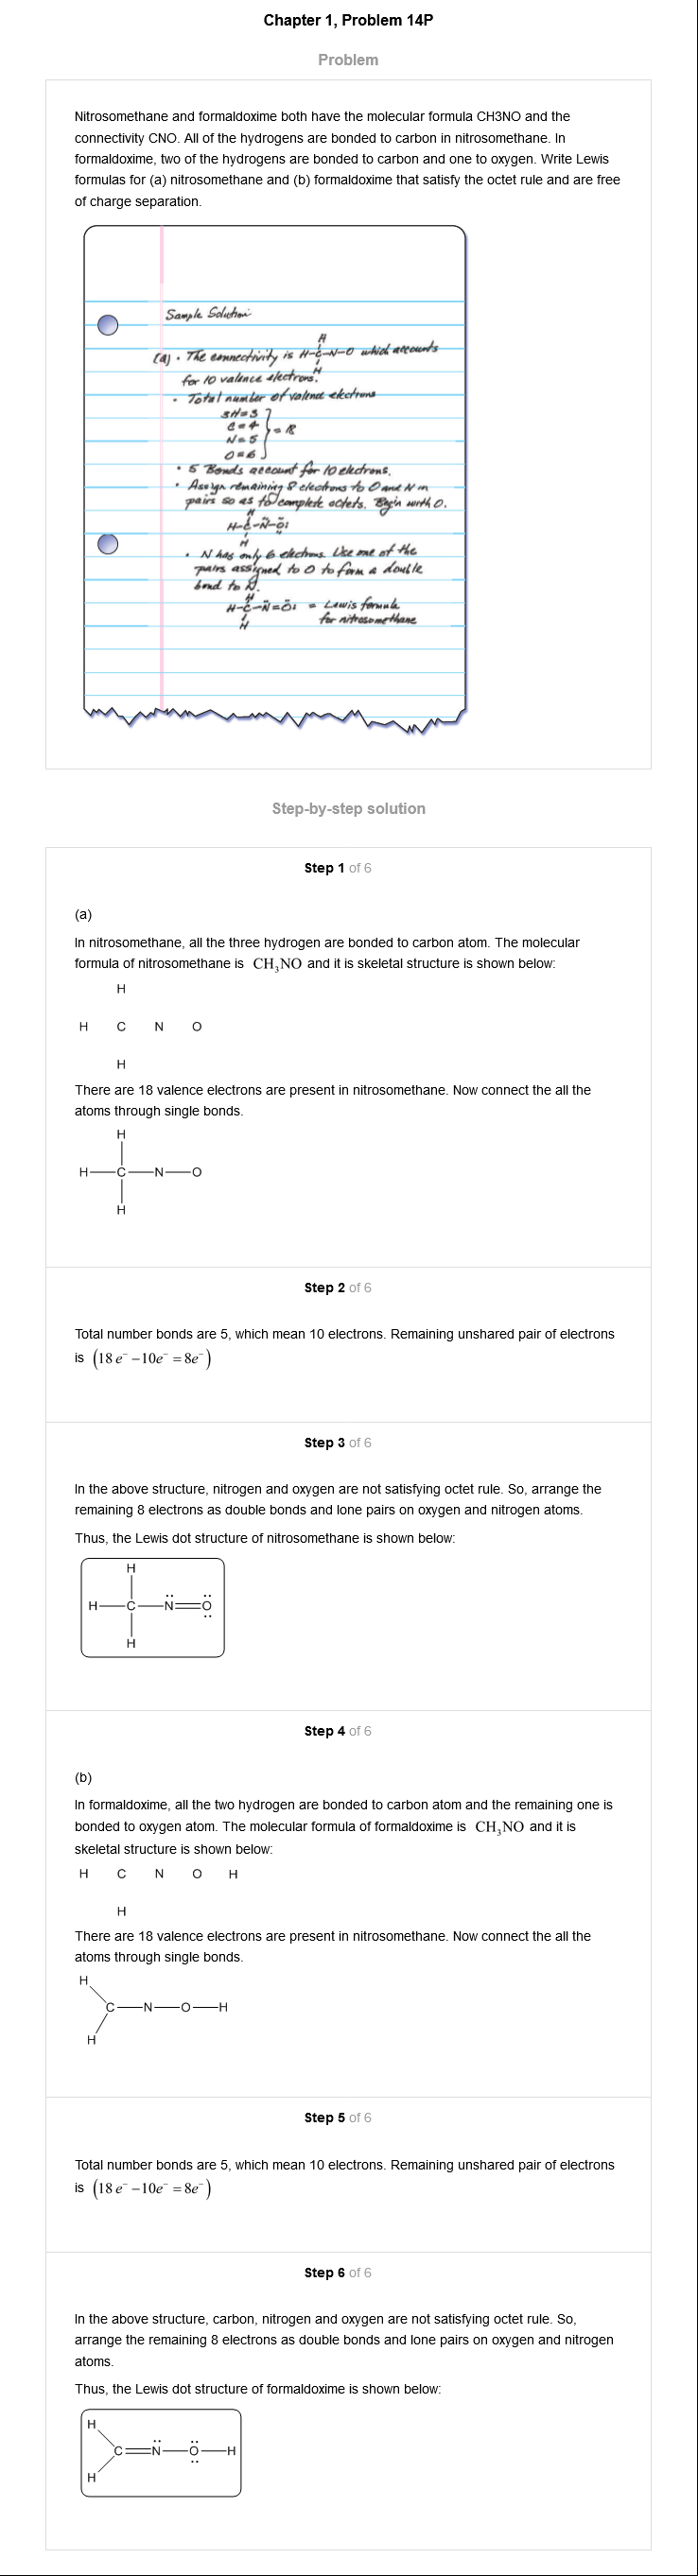 Chapter 1, Problem 14P
Problem
Nitrosomethane and formaldoxime both have the molecular formula CH3NO and the
connectivity CNO. All of the hydrogens are bonded to carbon in nitrosomethane. In
formaldoxime, two of the hydrogens are bonded to carbon and one to oxygen. Write Lewis
formulas for (a) nitrosomethane and (b) formaldoxime that satisfy the octet rule and are free
of charge separation.
Sample Solution
H
(a) · The connectivity is H-C-N-O which accounts
H
for 10 valence electrons.
· Total number of valence electrons
3H=3
C=4
N=5
O=6
} = 18
· 5 Bonds account for 10 electrons.
· Assign remaining 8 electrons to O and N in
pairs so as to complete octets. Begin with O.
H
H-C-N̈-Ö:
H
· N has only 6 electrons. Use one of the
pairs assigned to O to form a double
bond to N.
H
H-C-N̈=Ö: = Lewis formula
H for nitrosomethane
Step-by-step solution
Step 1 of 6
(a)
In nitrosomethane, all the three hydrogen are bonded to carbon atom. The molecular
formula of nitrosomethane is CH₃NO and it is skeletal structure is shown below:
H
H C N O
H
There are 18 valence electrons are present in nitrosomethane. Now connect the all the
atoms through single bonds.
H
H—C—N—O
H
Step 2 of 6
Total number bonds are 5, which mean 10 electrons. Remaining unshared pair of electrons
is (18 e⁻ −10e⁻ = 8e⁻)
Step 3 of 6
In the above structure, nitrogen and oxygen are not satisfying octet rule. So, arrange the
remaining 8 electrons as double bonds and lone pairs on oxygen and nitrogen atoms.
Thus, the Lewis dot structure of nitrosomethane is shown below:
H
H—C—N̈=Ö̤
H
Step 4 of 6
(b)
In formaldoxime, all the two hydrogen are bonded to carbon atom and the remaining one is
bonded to oxygen atom. The molecular formula of formaldoxime is CH₃NO and it is
skeletal structure is shown below:
H C N O H
H
There are 18 valence electrons are present in nitrosomethane. Now connect the all the
atoms through single bonds.
H
C—N—O—H
H
Step 5 of 6
Total number bonds are 5, which mean 10 electrons. Remaining unshared pair of electrons
is (18 e⁻ −10e⁻ = 8e⁻)
Step 6 of 6
In the above structure, carbon, nitrogen and oxygen are not satisfying octet rule. So,
arrange the remaining 8 electrons as double bonds and lone pairs on oxygen and nitrogen
atoms.
Thus, the Lewis dot structure of formaldoxime is shown below:
H
C=N̈—Ö̤—H
H